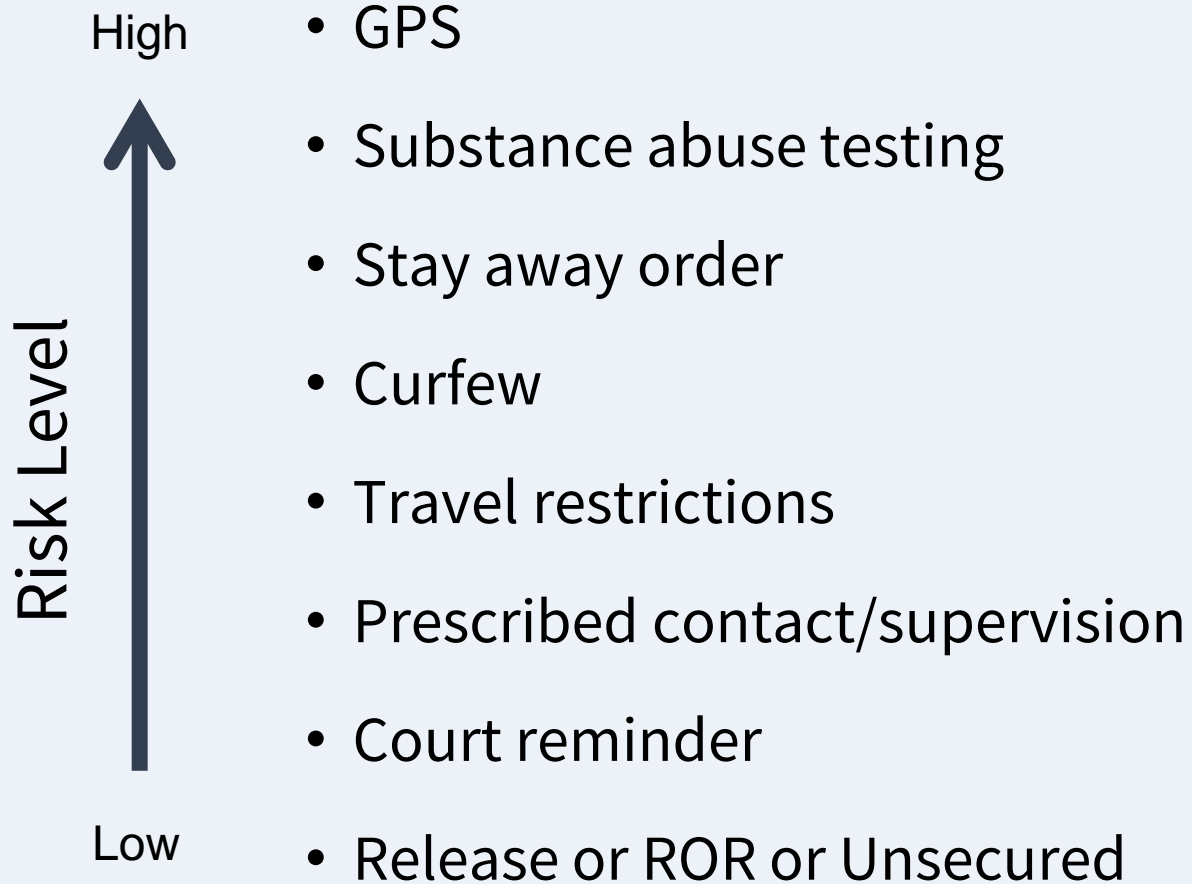 High
Risk Level
Low
• GPS
• Substance abuse testing
• Stay away order
• Curfew
• Travel restrictions
• Prescribed contact/supervision
• Court reminder
• Release or ROR or Unsecured